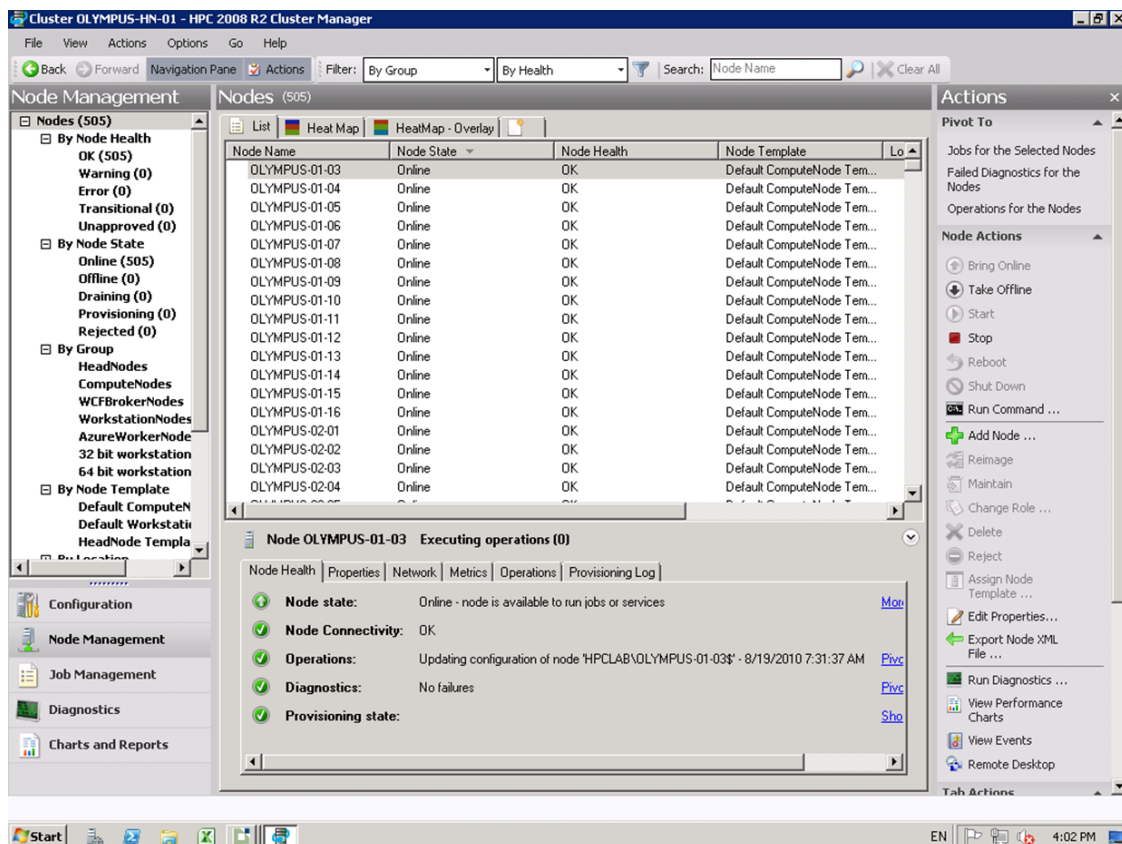 Cluster OLYMPUS-HN-01 - HPC 2008 R2 Cluster Manager
File View Actions Options Go Help
Back Forward Navigation Pane Actions Filter: By Group By Health Search: Node Name Clear All
Node Management
Nodes (505)
By Node Health
OK (505)
Warning (0)
Error (0)
Transitional (0)
Unapproved (0)
By Node State
Online (505)
Offline (0)
Draining (0)
Provisioning (0)
Rejected (0)
By Group
HeadNodes
ComputeNodes
WCFBrokerNodes
WorkstationNodes
AzureWorkerNode
32 bit workstation
64 bit workstation
By Node Template
Default ComputeN
Default Workstati
HeadNode Templa
By Location
Configuration
Node Management
Job Management
Diagnostics
Charts and Reports
Nodes (505)
List Heat Map HeatMap - Overlay
Node Name Node State Node Health Node Template Lo
OLYMPUS-01-03 Online OK Default ComputeNode Tem...
OLYMPUS-01-04 Online OK Default ComputeNode Tem...
OLYMPUS-01-05 Online OK Default ComputeNode Tem...
OLYMPUS-01-06 Online OK Default ComputeNode Tem...
OLYMPUS-01-07 Online OK Default ComputeNode Tem...
OLYMPUS-01-08 Online OK Default ComputeNode Tem...
OLYMPUS-01-09 Online OK Default ComputeNode Tem...
OLYMPUS-01-10 Online OK Default ComputeNode Tem...
OLYMPUS-01-11 Online OK Default ComputeNode Tem...
OLYMPUS-01-12 Online OK Default ComputeNode Tem...
OLYMPUS-01-13 Online OK Default ComputeNode Tem...
OLYMPUS-01-14 Online OK Default ComputeNode Tem...
OLYMPUS-01-15 Online OK Default ComputeNode Tem...
OLYMPUS-01-16 Online OK Default ComputeNode Tem...
OLYMPUS-02-01 Online OK Default ComputeNode Tem...
OLYMPUS-02-02 Online OK Default ComputeNode Tem...
OLYMPUS-02-03 Online OK Default ComputeNode Tem...
OLYMPUS-02-04 Online OK Default ComputeNode Tem...
Node OLYMPUS-01-03 Executing operations (0)
Node Health Properties Network Metrics Operations Provisioning Log
Node state: Online - node is available to run jobs or services Mor
Node Connectivity: OK
Operations: Updating configuration of node 'HPCLAB\OLYMPUS-01-03$' - 8/19/2010 7:31:37 AM Pivo
Diagnostics: No failures Pivo
Provisioning state: Sho
Actions
Pivot To
Jobs for the Selected Nodes
Failed Diagnostics for the
Nodes
Operations for the Nodes
Node Actions
Bring Online
Take Offline
Start
Stop
Reboot
Shut Down
Run Command ...
Add Node ...
Reimage
Maintain
Change Role ...
Delete
Reject
Assign Node
Template ...
Edit Properties...
Export Node XML
File ...
Run Diagnostics ...
View Performance
Charts
View Events
Remote Desktop
Tab Actions
Start EN 4:02 PM